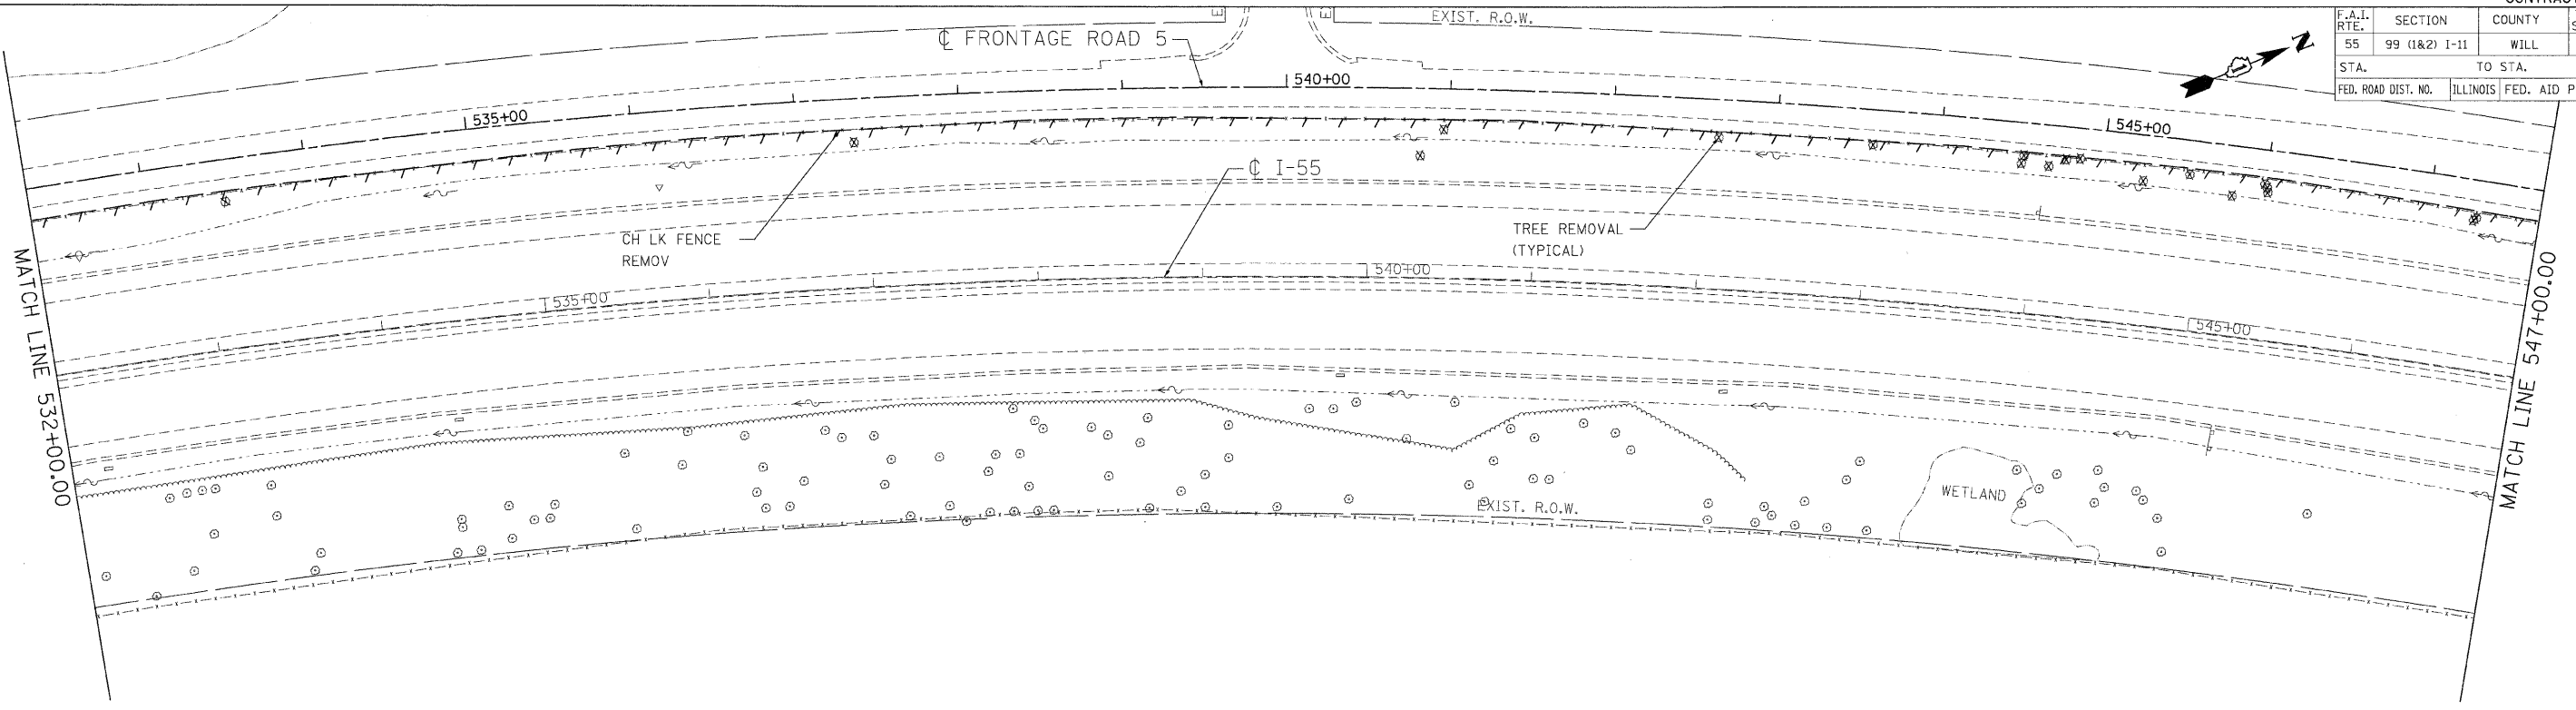 F.A.I. RTE. SECTION COUNTY
55 99 (1&2) I-11 WILL
STA. TO STA.
FED. ROAD DIST. NO. ILLINOIS FED. AID P
N
EXIST. R.O.W.
E
E
℄ FRONTAGE ROAD 5
540+00
535+00
545+00
℄ I-55
CH LK FENCE
REMOV
TREE REMOVAL
(TYPICAL)
540+00
535+00
545+00
MATCH LINE 532+00.00
MATCH LINE 547+00.00
WETLAND
EXIST. R.O.W.